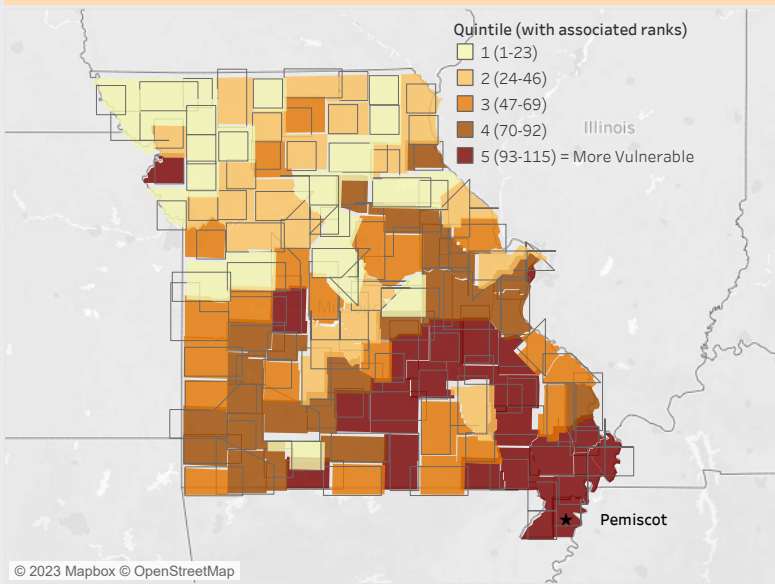 Quintile (with associated ranks)
1 (1-23)
2 (24-46)
3 (47-69)
4 (70-92)
5 (93-115) = More Vulnerable
Illinois
Pemiscot
© 2023 Mapbox © OpenStreetMap